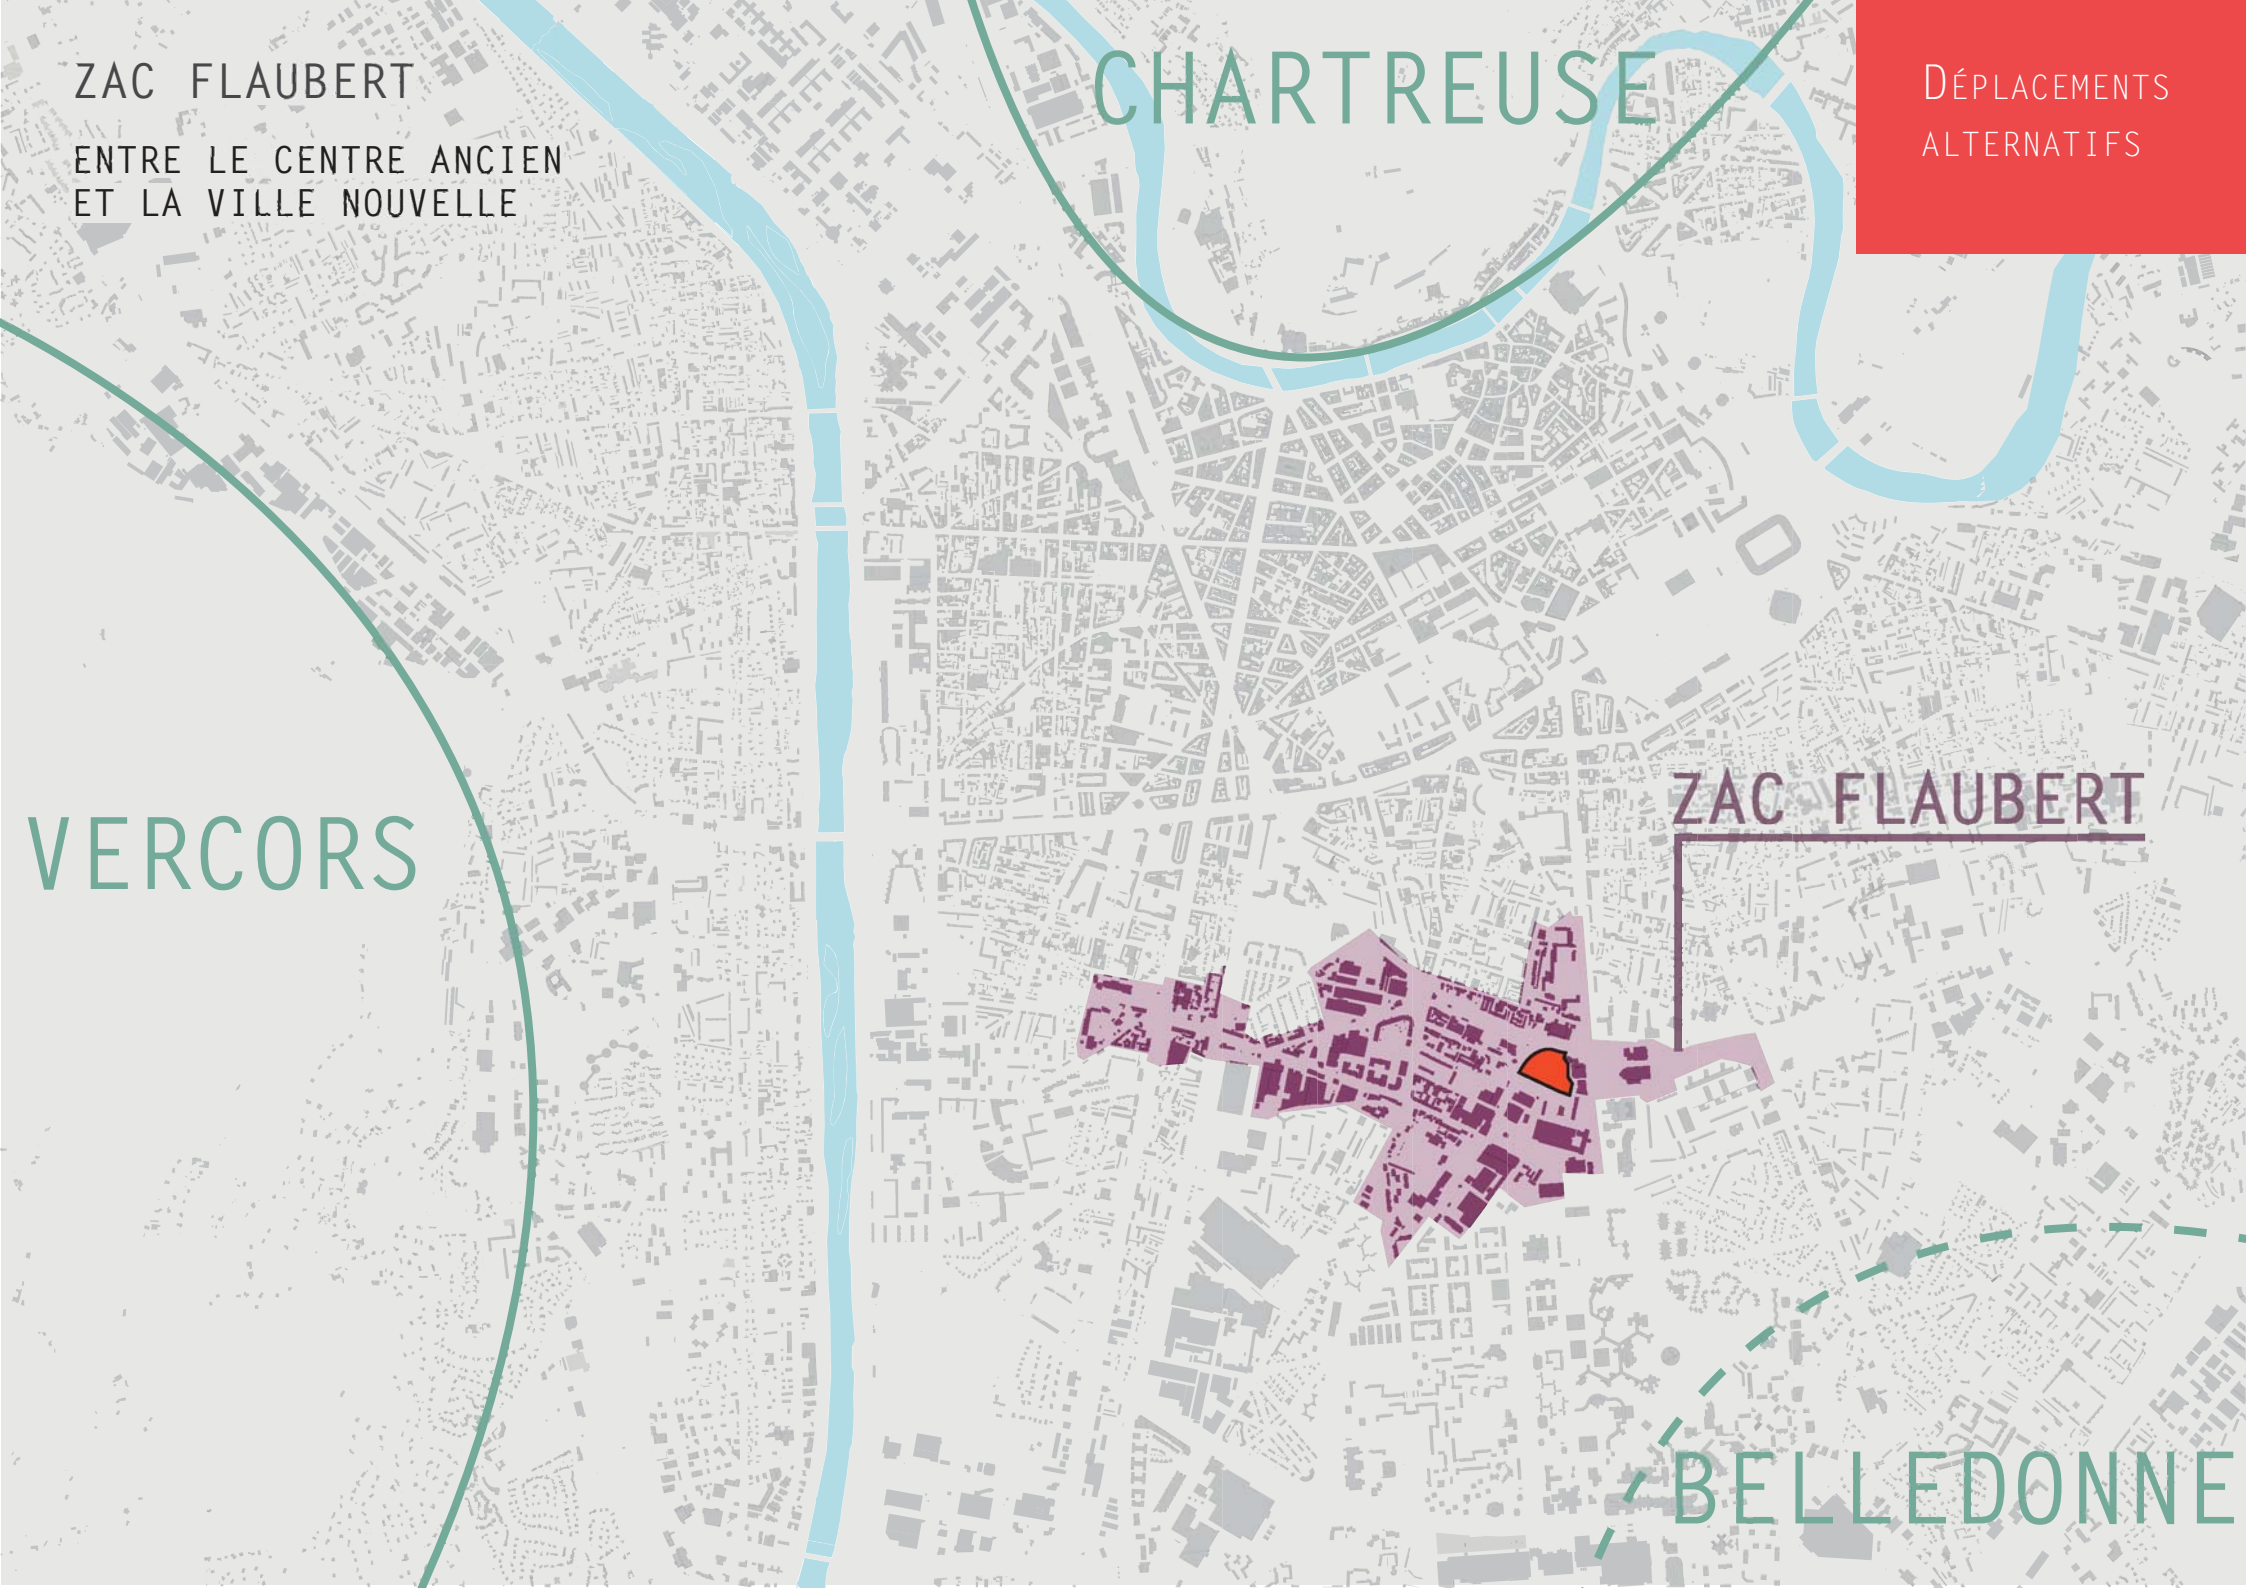 ZAC FLAUBERT
ENTRE LE CENTRE ANCIEN
ET LA VILLE NOUVELLE
CHARTREUSE
DÉPLACEMENTS
ALTERNATIFS
ZAC FLAUBERT
VERCORS
BELLEDONNE